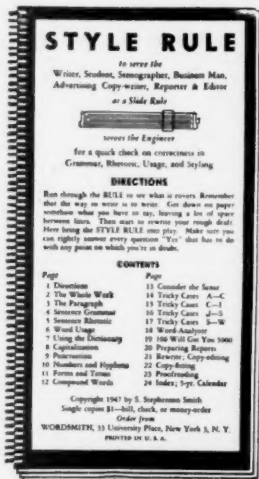 STYLE RULE
to serve the
Writer, Student, Stenographer, Business Man,
Advertising Copy-writer, Reporter & Editor
as a Slide Rule
serves the Engineer
for a quick check on correctness in
Grammar, Rhetoric, Usage, and Styling
DIRECTIONS
Run through the RULE to see what it covers. Remember
that the way to write is to write. Get down on paper
somehow what you have to say, leaving a lot of space
between lines. Then start to rewrite your rough draft.
Here bring the STYLE RULE into play. Make sure you
can rightly answer every question "Yes" that has to do
with any point on which you're in doubt.
CONTENTS
Page
1 Directions
2 The Whole Work
3 The Paragraph
4 Sentence Grammar
5 Sentence Rhetoric
6 Word Usage
7 Using the Dictionary
8 Capitalization
9 Punctuation
10 Numbers and Hyphens
11 Forms and Terms
12 Compound Words
Page
13 Consider the Sense
14 Tricky Cases A—C
15 Tricky Cases C—I
16 Tricky Cases J—S
17 Tricky Cases S—W
18 Word-Analyzer
19 100 Will Get You 5000
20 Preparing Reports
21 Rewrite; Copy-editing
22 Copy-fitting
23 Proofreading
24 Index; 5-yr. Calendar
Copyright 1947 by S. Stephenson Smith
Single copies $1—bill, check, or money-order
Order from
WORDSMITH, 33 University Place, New York 3, N. Y.
PRINTED IN U. S. A.